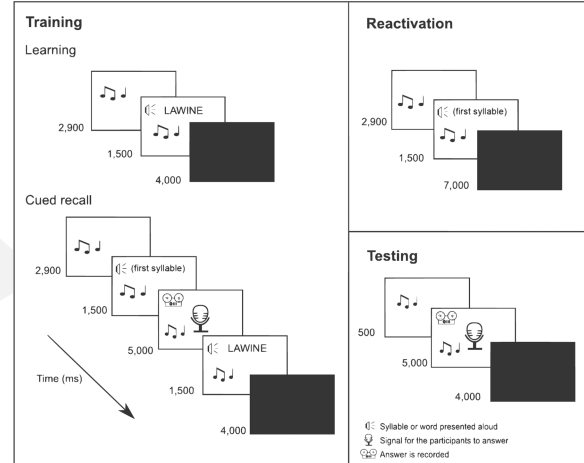 Training
Learning
2,900
LAWINE
1,500
4,000
Cued recall
2,900
(first syllable)
1,500
5,000
LAWINE
1,500
4,000
Time (ms)
Reactivation
2,900
(first syllable)
1,500
7,000
Testing
500
5,000
4,000
Syllable or word presented aloud
Signal for the participants to answer
Answer is recorded